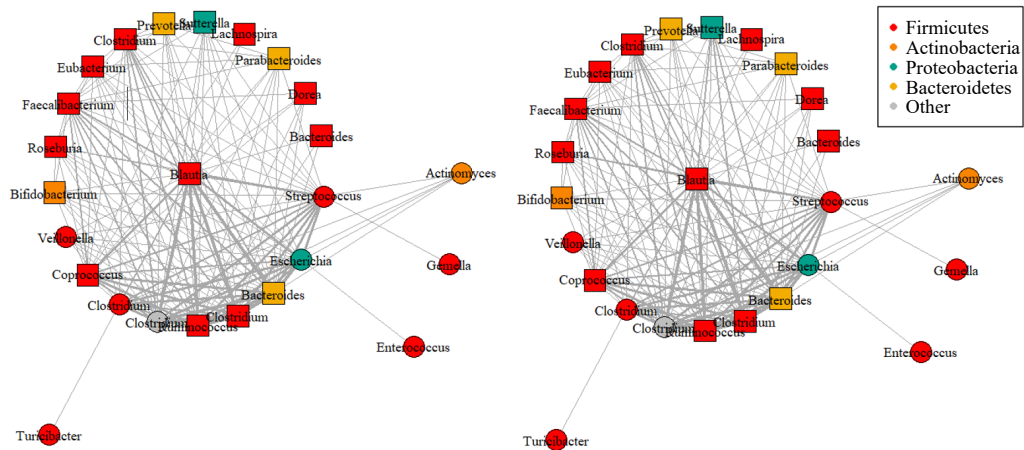 Prevotella
Sutterella
Clostridium
Lachnospira
Eubacterium
Parabacteroides
Faecalibacterium
Dorea
Roseburia
Bacteroides
Blautia
Actinomyces
Bifidobacterium
Streptococcus
Veillonella
Escherichia
Gemella
Coprococcus
Bacteroides
Clostridium
Clostridium
Clostridium
Ruminococcus
Enterococcus
Turicibacter
Prevotella
Sutterella
Clostridium
Lachnospira
Eubacterium
Parabacteroides
Faecalibacterium
Dorea
Roseburia
Bacteroides
Blautia
Actinomyces
Bifidobacterium
Streptococcus
Veillonella
Escherichia
Gemella
Coprococcus
Bacteroides
Clostridium
Clostridium
Clostridium
Ruminococcus
Enterococcus
Turicibacter
Firmicutes
Actinobacteria
Proteobacteria
Bacteroidetes
Other